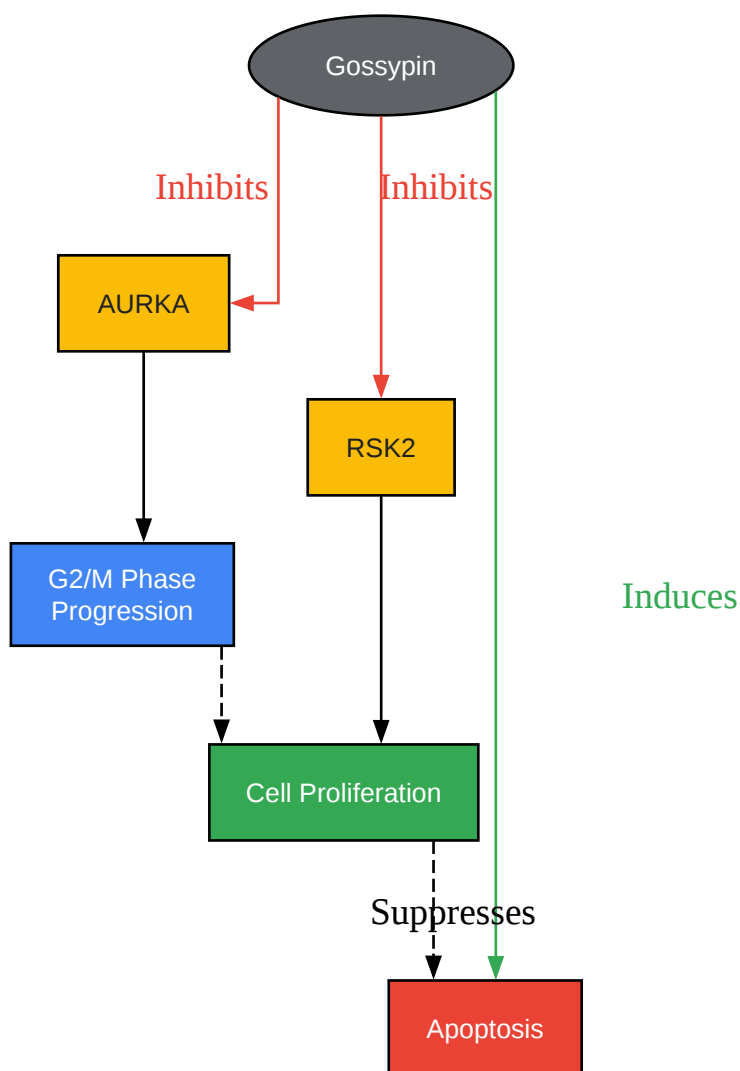 Gossypin
Inhibits
Inhibits
AURKA
RSK2
G2/M Phase
Progression
Induces
Cell Proliferation
Suppresses
Apoptosis